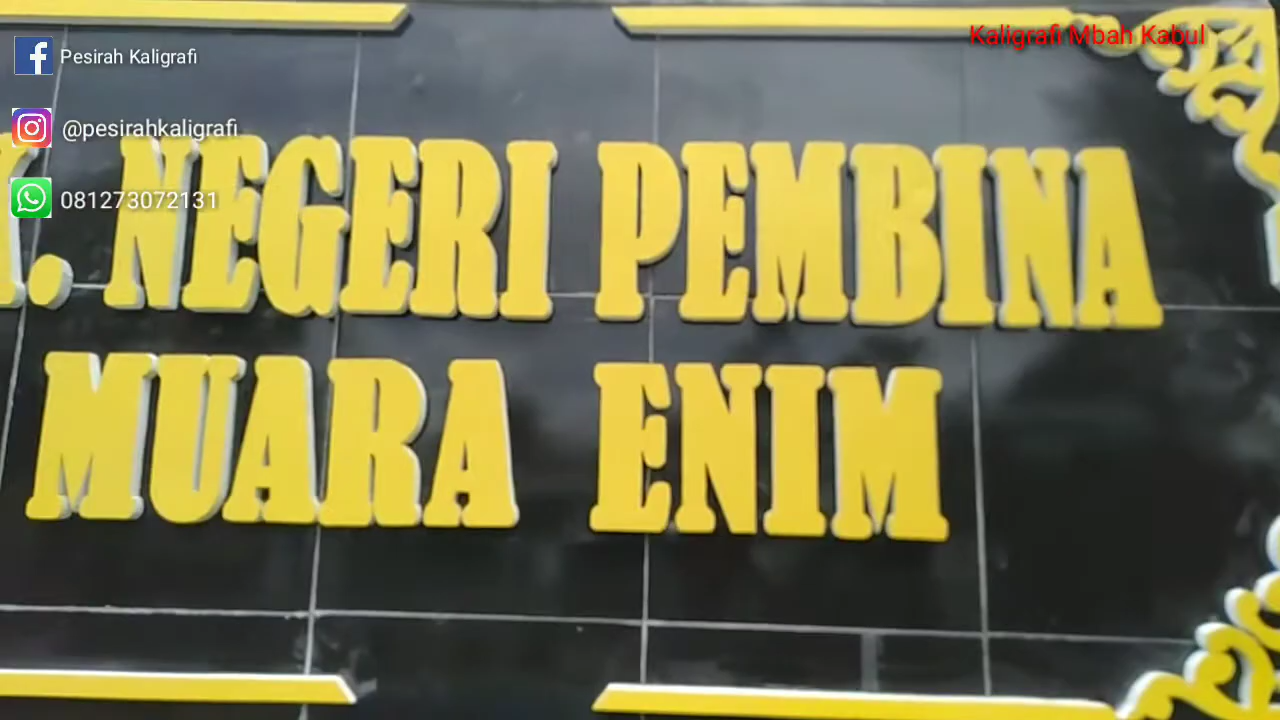 Kaligrafi Mbah Kabul
Pesirah Kaligrafi
@pesirahkaligrafi
081273072131
K. NEGERI PEMBINA
MUARA ENIM